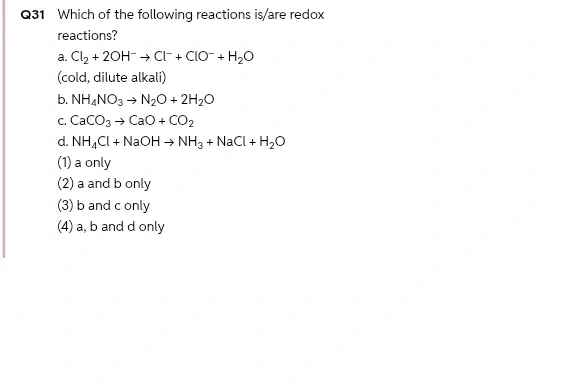 Q31 Which of the following reactions is/are redox
reactions?
a. Cl₂ + 2OH⁻ → Cl⁻ + ClO⁻ + H₂O
(cold, dilute alkali)
b. NH₄NO₃ → N₂O + 2H₂O
c. CaCO₃ → CaO + CO₂
d. NH₄Cl + NaOH → NH₃ + NaCl + H₂O
(1) a only
(2) a and b only
(3) b and c only
(4) a, b and d only